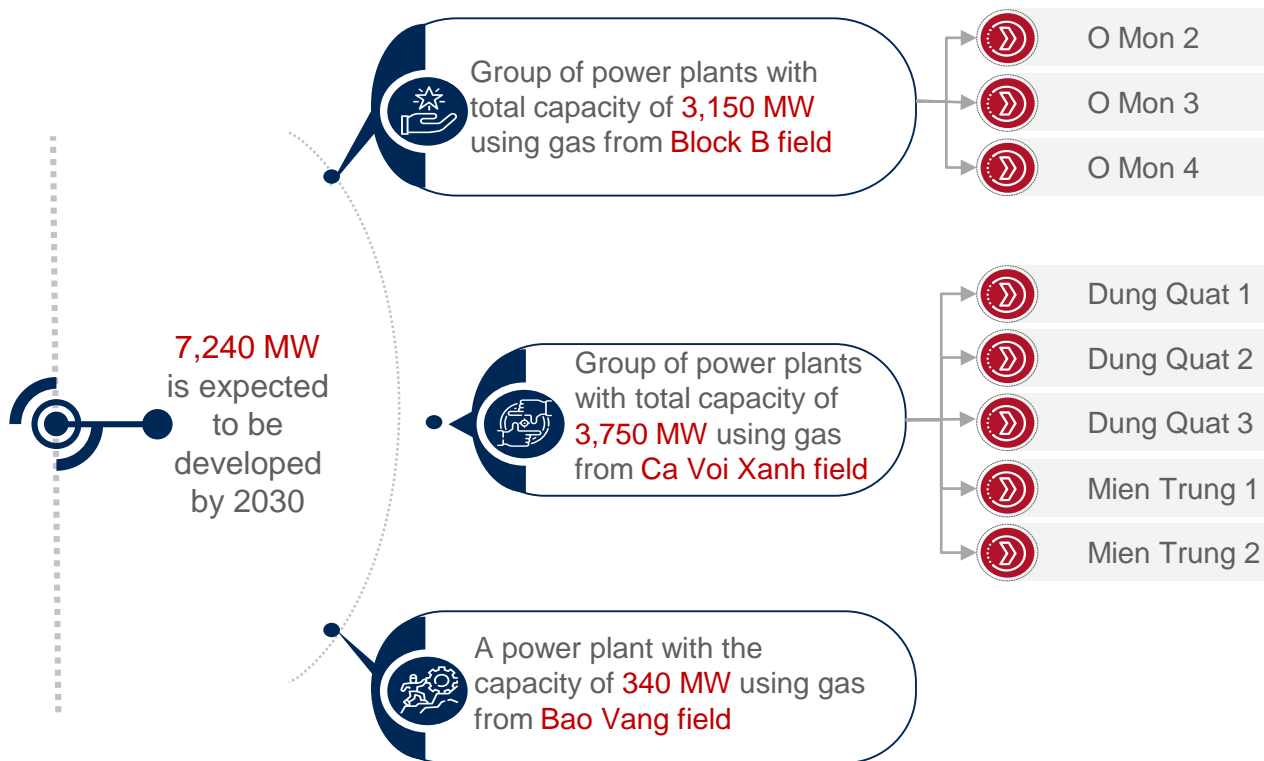 7,240 MW
is expected
to be
developed
by 2030
Group of power plants with
total capacity of 3,150 MW
using gas from Block B field
O Mon 2
O Mon 3
O Mon 4
Group of power plants
with total capacity of
3,750 MW using gas
from Ca Voi Xanh field
Dung Quat 1
Dung Quat 2
Dung Quat 3
Mien Trung 1
Mien Trung 2
A power plant with the
capacity of 340 MW using gas
from Bao Vang field